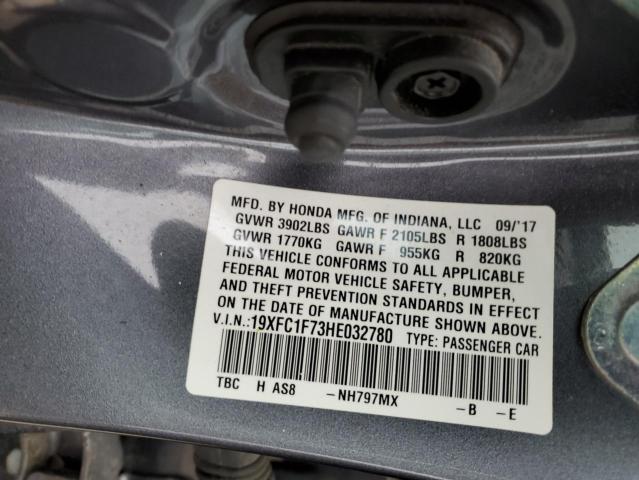 MFD. BY HONDA MFG. OF INDIANA, LLC 09/'17
GVWR 3902LBS GAWR F 2105LBS R 1808LBS
GVWR 1770KG GAWR F 955KG R 820KG
THIS VEHICLE CONFORMS TO ALL APPLICABLE
FEDERAL MOTOR VEHICLE SAFETY, BUMPER,
AND THEFT PREVENTION STANDARDS IN EFFECT
ON THE DATE OF MANUFACTURE SHOWN ABOVE.
V.I.N.:19XFC1F73HE032780 TYPE: PASSENGER CAR
TBC H AS8 -NH797MX -B -E